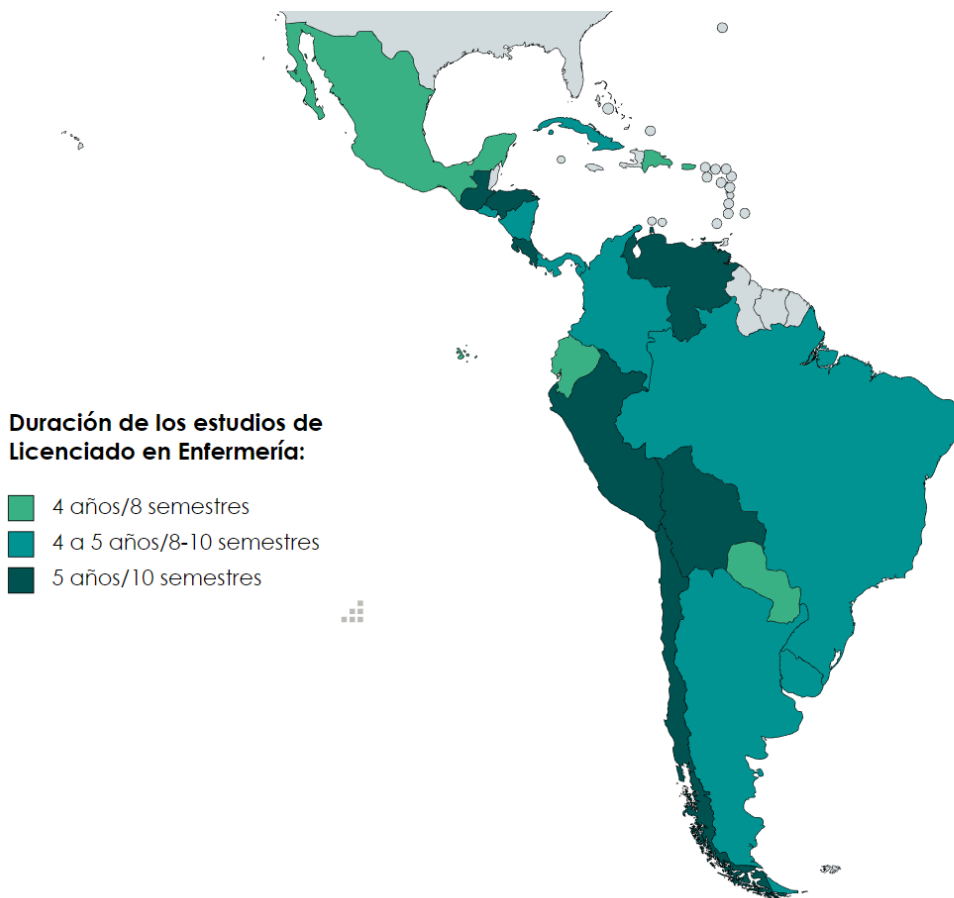 Duración de los estudios de
Licenciado en Enfermería:
4 años/8 semestres
4 a 5 años/8-10 semestres
5 años/10 semestres